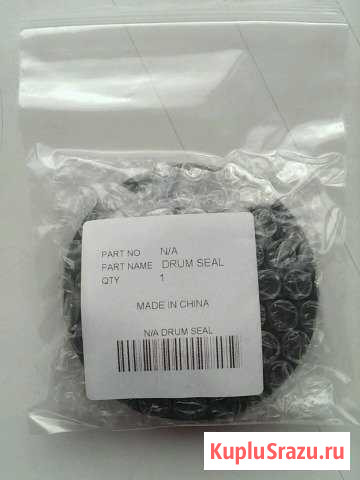 PART NO N/A
PART NAME DRUM SEAL
QTY 1
MADE IN CHINA
N/A DRUM SEAL
KupluSrazu.ru